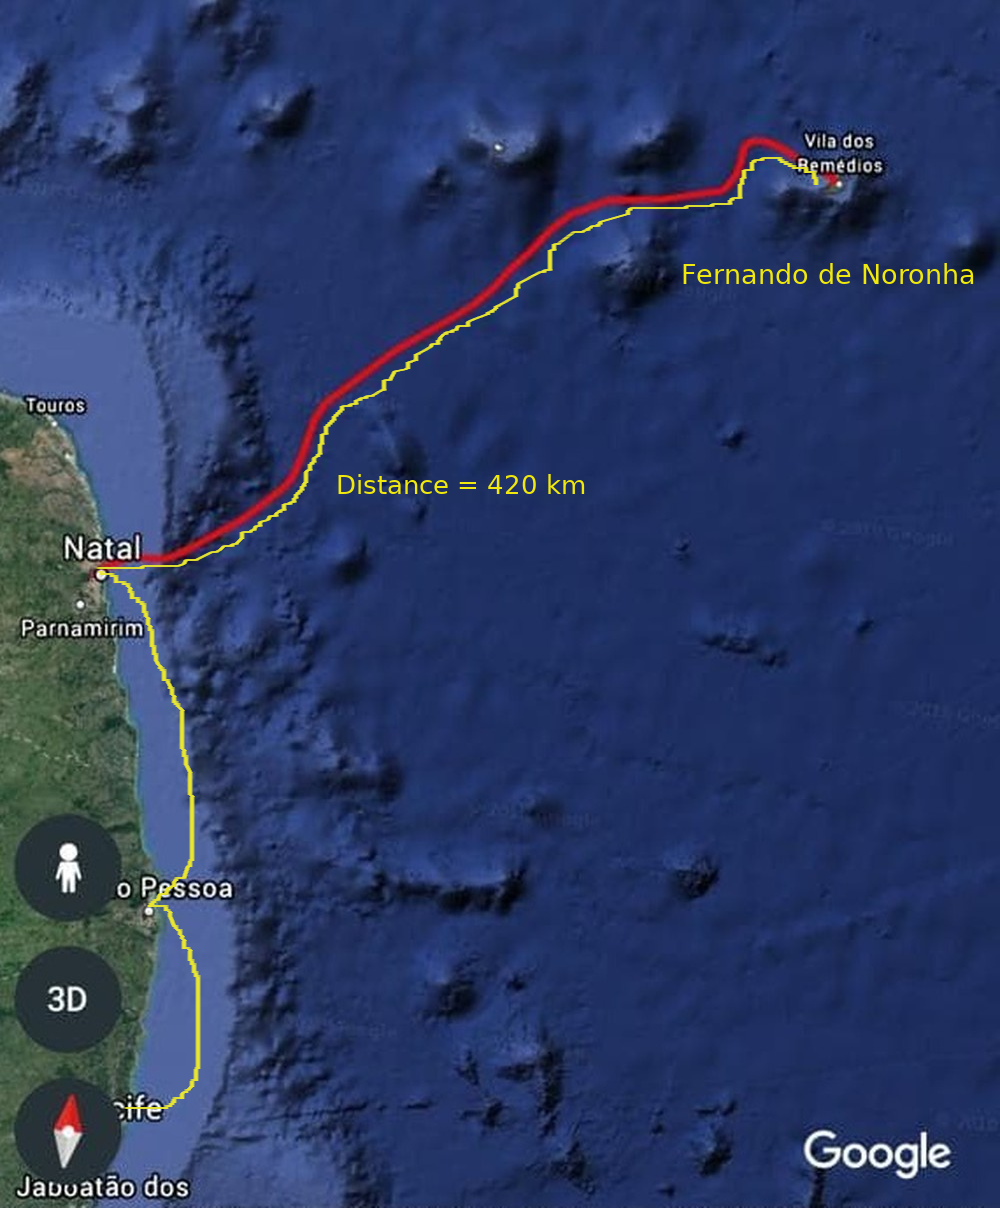 Vila dos
Remédios
Fernando de Noronha
Touros
Distance = 420 km
Natal
Parnamirim
o Pessoa
3D
cife
Google
Jaboatão dos